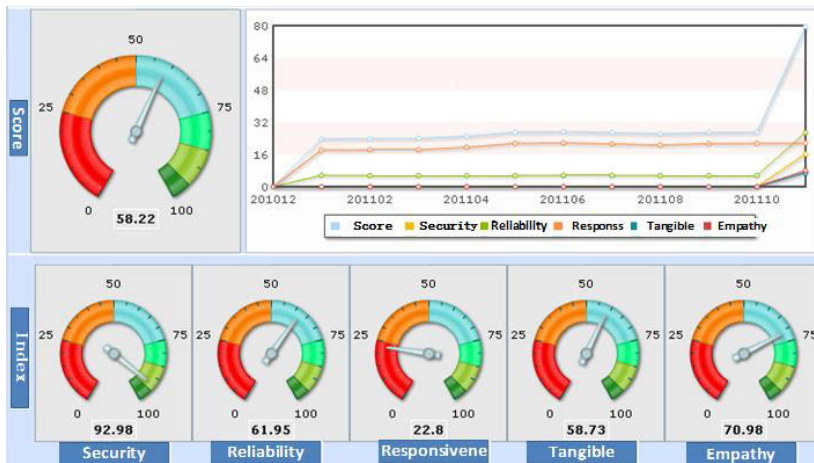 Score
50
25
75
0
100
58.22
80
64
48
32
16
0
201012 201102 201104 201106 201108 201110
Score Security Reliability Responss Tangible Empathy
Index
50 50 50 50 50
25 75 25 75 25 75 25 75 25 75
0 100 0 100 0 100 0 100 0 100
92.98 61.95 22.8 58.73 70.98
Security Reliability Responsivene Tangible Empathy